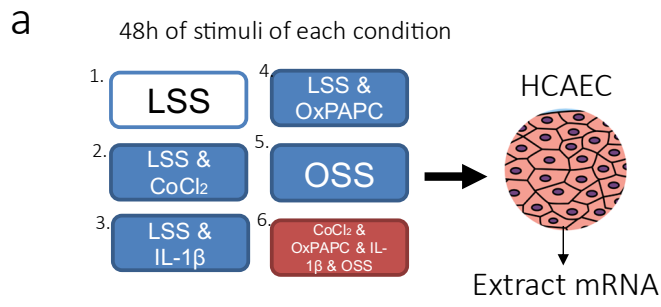 a
48h of stimuli of each condition
1.
LSS
2.
LSS &
CoCl₂
3.
LSS &
IL-1β
4.
LSS &
OxPAPC
5.
OSS
6.
CoCl₂ &
OxPAPC & IL-
1β & OSS
HCAEC
Extract mRNA